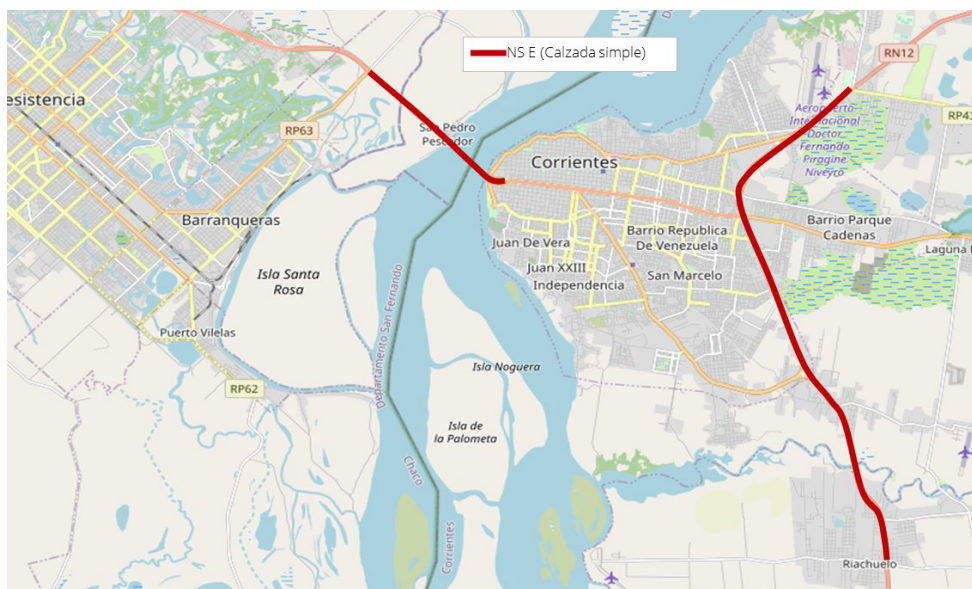 NS E (Calzada simple)
RN12
esistencia
Aeropuerto
Internacional
Doctor
Fernando
Piragine
Niveyro
RP43
RP63
San Pedro
Pescador
Corrientes
Barranqueras
Barrio Republica
De Venezuela
Barrio Parque
Cadenas
Juan De Vera
Laguna
Isla Santa
Rosa
Juan XXIII
Independencia
San Marcelo
Departamento San Fernando
Puerto Vilelas
Isla Noguera
RP62
Isla de
la Palometa
Chaco
Corrientes
Riachuelo